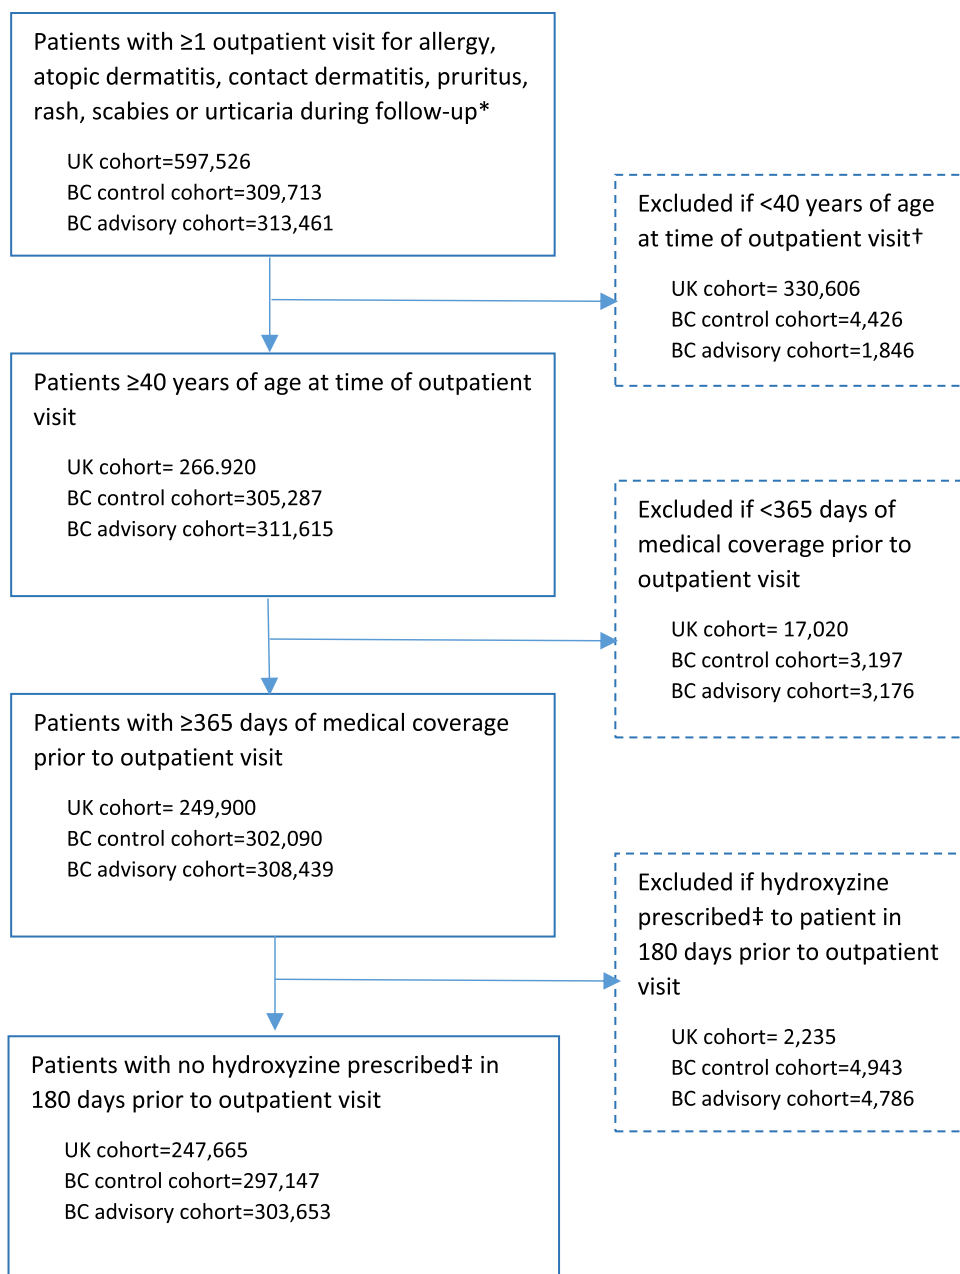 Patients with ≥1 outpatient visit for allergy,
atopic dermatitis, contact dermatitis, pruritus,
rash, scabies or urticaria during follow-up*
UK cohort=597,526
BC control cohort=309,713
BC advisory cohort=313,461
Excluded if <40 years of age
at time of outpatient visit†
UK cohort= 330,606
BC control cohort=4,426
BC advisory cohort=1,846
Patients ≥40 years of age at time of outpatient
visit
UK cohort= 266.920
BC control cohort=305,287
BC advisory cohort=311,615
Excluded if <365 days of
medical coverage prior to
outpatient visit
UK cohort= 17,020
BC control cohort=3,197
BC advisory cohort=3,176
Patients with ≥365 days of medical coverage
prior to outpatient visit
UK cohort= 249,900
BC control cohort=302,090
BC advisory cohort=308,439
Excluded if hydroxyzine
prescribed‡ to patient in
180 days prior to outpatient
visit
UK cohort= 2,235
BC control cohort=4,943
BC advisory cohort=4,786
Patients with no hydroxyzine prescribed‡ in
180 days prior to outpatient visit
UK cohort=247,665
BC control cohort=297,147
BC advisory cohort=303,653